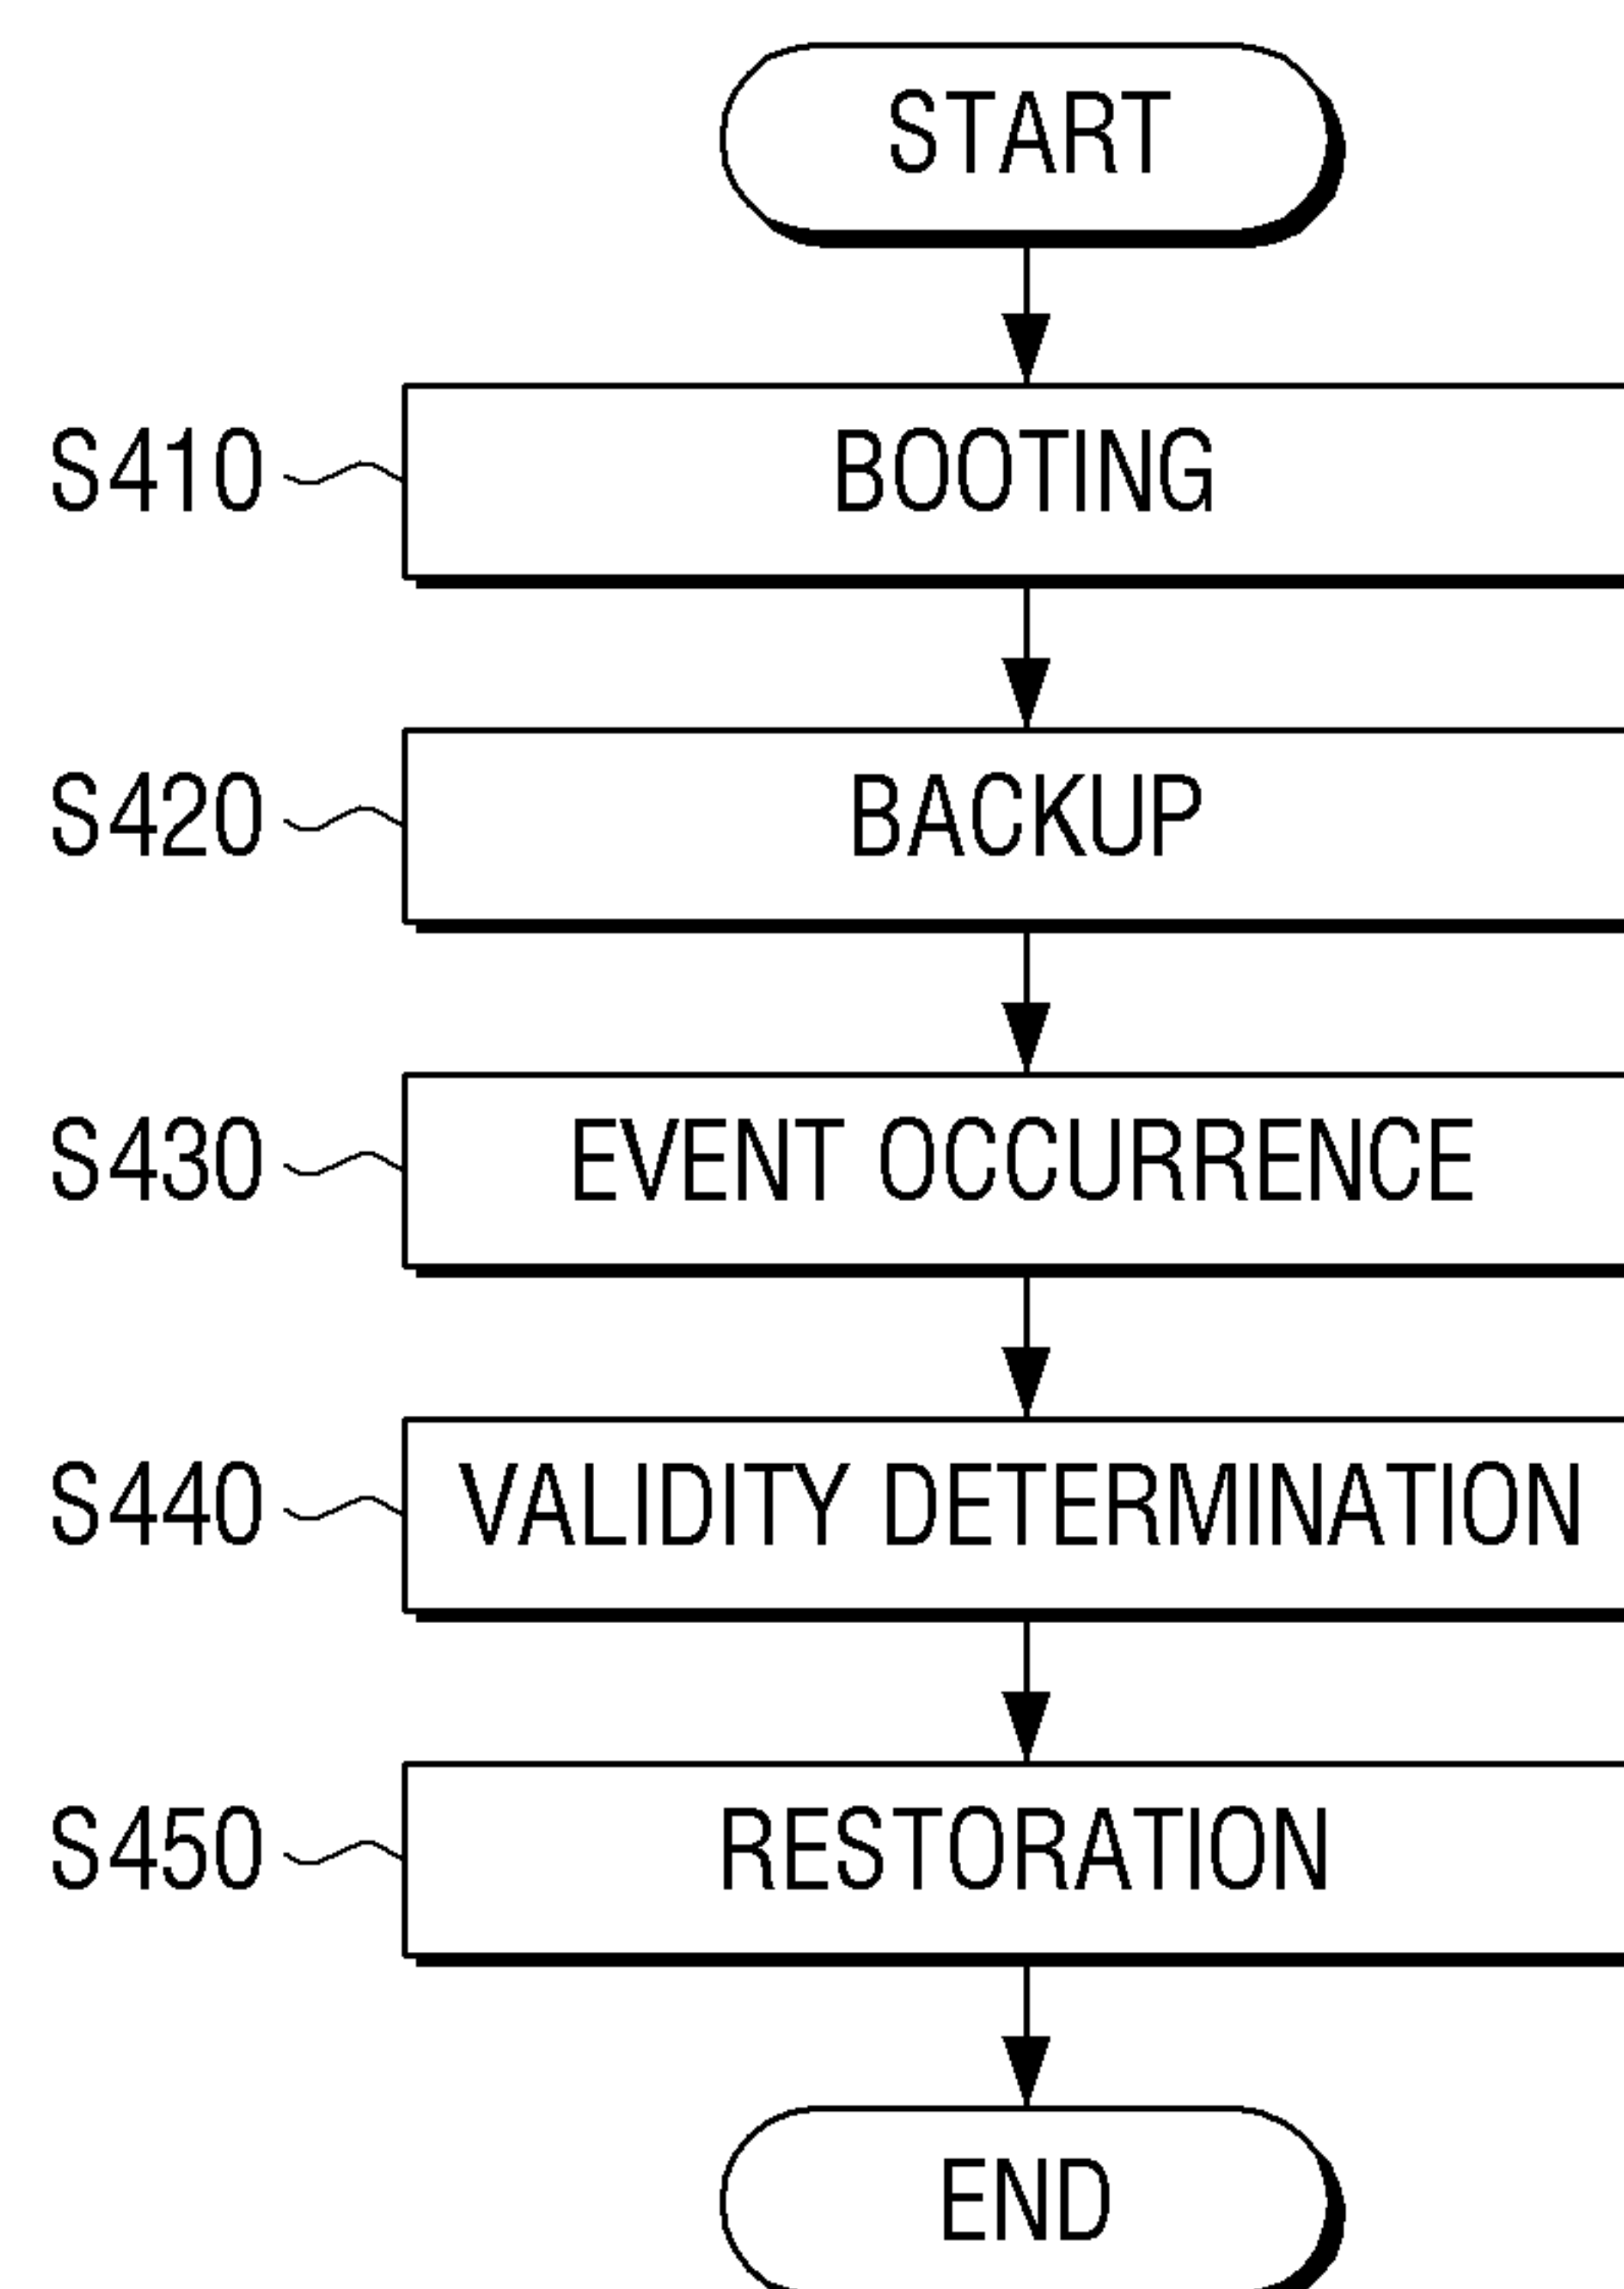 START
S410 BOOTING
S420 BACKUP
S430 EVENT OCCURRENCE
S440 VALIDITY DETERMINATION
S450 RESTORATION
END